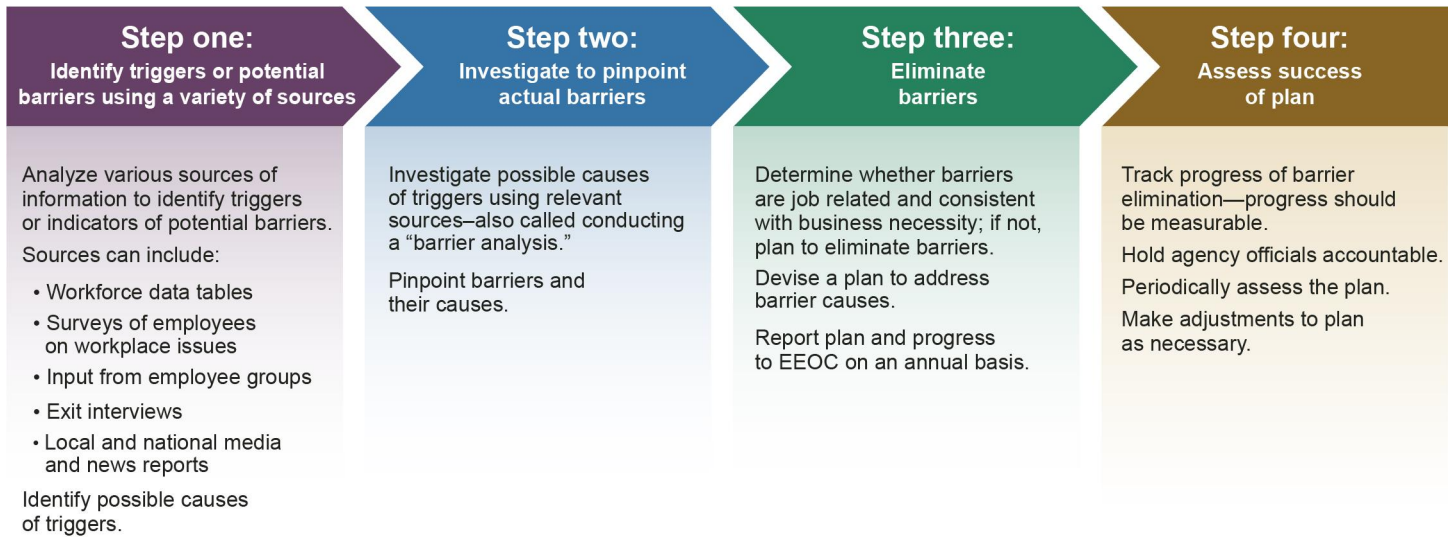 Step one:
Identify triggers or potential
barriers using a variety of sources
Analyze various sources of
information to identify triggers
or indicators of potential barriers.
Sources can include:
• Workforce data tables
• Surveys of employees
on workplace issues
• Input from employee groups
• Exit interviews
• Local and national media
and news reports
Identify possible causes
of triggers.
Step two:
Investigate to pinpoint
actual barriers
Investigate possible causes
of triggers using relevant
sources–also called conducting
a “barrier analysis.”
Pinpoint barriers and
their causes.
Step three:
Eliminate
barriers
Determine whether barriers
are job related and consistent
with business necessity; if not,
plan to eliminate barriers.
Devise a plan to address
barrier causes.
Report plan and progress
to EEOC on an annual basis.
Step four:
Assess success
of plan
Track progress of barrier
elimination—progress should
be measurable.
Hold agency officials accountable.
Periodically assess the plan.
Make adjustments to plan
as necessary.